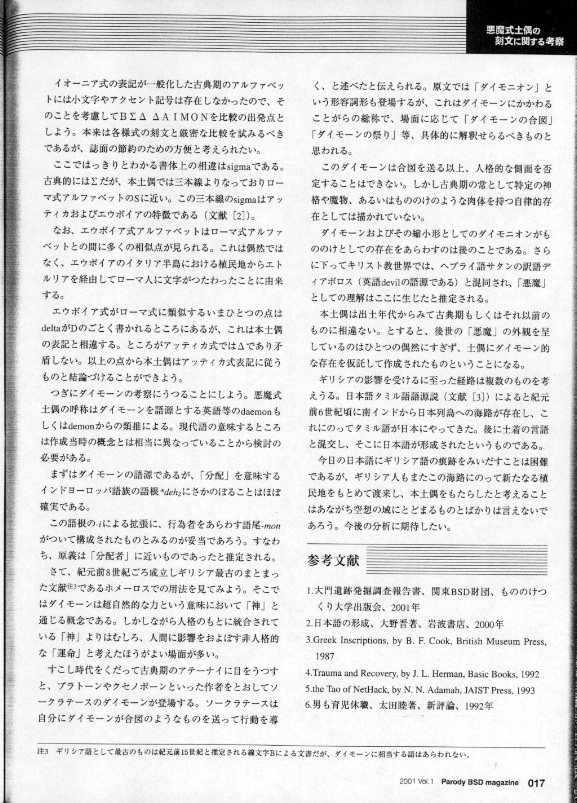 悪魔式土偶の
刻文に関する考察
イオーニア式の表記が一般化した古典期のアルファベッ
トには小文字やアクセント記号は存在しなかったので、そ
のことを考慮してΒΣΔ ΔΑΙΜΟΝを比較の出発点と
しよう。本来は各様式の刻文と厳密な比較を試みるべき
であるが、誌面の節約のための方便と考えられたい。
ここではっきりとわかる書体上の相違はsigmaである。
古典的にはΣだが、本土偶では三本線よりなっておりロー
マ式アルファベットのSに近い。この三本線のsigmaはアッ
ティカおよびエウボイアの特徴である（文献［2］）。
なお、エウボイア式アルファベットはローマ式アルファ
ベットとの間に多くの相似点が見られる。これは偶然では
なく、エウボイアのイタリア半島における植民地からエト
ルリアを経由してローマ人に文字がつたわったことに由来
する。
エウボイア式がローマ式に類似するいまひとつの点は
deltaがDのごとく書かれるところにあるが、これは本土偶
の表記と相違する。ところがアッティカ式ではΔであり矛
盾しない。以上の点から本土偶はアッティカ式表記に従う
ものと結論づけることができよう。
つぎにダイモーンの考察にうつることにしよう。悪魔式
土偶の呼称はダイモーンを語源とする英語等のdaemonも
しくはdemonからの類推による。現代語の意味するところ
は作成当時の概念とは相当に異なっていることから検討の
必要がある。
まずはダイモーンの語源であるが、「分配」を意味する
インドヨーロッパ語族の語根*deh₂にさかのぼることはほぼ
確実である。
この語根の-iによる拡張に、行為者をあらわす語尾-mon
がついて構成されたものとみるのが妥当であろう。すなわ
ち、原義は「分配者」に近いものであったと推定される。
さて、紀元前8世紀ごろ成立しギリシア最古のまとまっ
た文献注3であるホメーロスでの用法を見てみよう。そこで
はダイモーンは超自然的な力という意味において「神」と
通じる概念である。しかしながら人格のもとに統合されて
いる「神」よりはむしろ、人間に影響をおよぼす非人格的
な「運命」と考えたほうがよい場面が多い。
すこし時代をくだって古典期のアテーナイに目をうつす
と、プラトーンやクセノポーンといった作者をとおしてソ
ークラテースのダイモーンが登場する。ソークラテースは
自分にダイモーンが合図のようなものを送って行動を導
く、と述べたと伝えられる。原文では「ダイモニオン」と
いう形容詞形も登場するが、これはダイモーンにかかわる
ことがらの総称で、場面に応じて「ダイモーンの合図」
「ダイモーンの祭り」等、具体的に解釈せらるべきものと
思われる。
このダイモーンは合図を送る以上、人格的な側面を否
定することはできない。しかし古典期の常として特定の神
格や魔物、あるいはもののけのような肉体を持つ自律的存
在としては描かれていない。
ダイモーンおよびその縮小形としてのダイモニオンがも
ののけとしての存在をあらわすのは後のことである。さら
に下ってキリスト教世界では、ヘブライ語サタンの訳語デ
ィアボロス（英語devilの語源である）と混同され、「悪魔」
としての理解はここに生じたと推定される。
本土偶は出土年代からみて古典期もしくはそれ以前の
ものに相違ない。とすると、後世の「悪魔」の外観を呈
しているのはひとつの偶然にすぎず、土偶にダイモーン的
な存在を仮託して作成されたものということになる。
ギリシアの影響を受けるに至った経路は複数のものを考
えうる。日本語タミル語語源説（文献［3］）によると紀元
前6世紀頃に南インドから日本列島への海路が存在し、こ
れにのってタミル語が日本にやってきた。後に土着の言語
と混交し、そこに日本語が形成されたというものである。
今日の日本語にギリシア語の痕跡をみいだすことは困難
であるが、ギリシア人もまたこの海路にのって新たなる植
民地をもとめて渡来し、本土偶をもたらしたと考えること
はあながち空想の域にとどまるものとばかりは言えないで
あろう。今後の分析に期待したい。
参考文献
1.大門遺跡発掘調査報告書、関東BSD財団、もののけつ
くり大学出版会、2001年
2.日本語の形成、大野晋著、岩波書店、2000年
3.Greek Inscriptions, by B. F. Cook, British Museum Press,
1987
4.Trauma and Recovery, by J. L. Herman, Basic Books, 1992
5.the Tao of NetHack, by N. N. Adamah, JAIST Press, 1993
6.男も育児休職、太田睦著、新評論、1992年
注3 ギリシア語として最古のものは紀元前15世紀と推定される線文字Bによる文書だが、ダイモーンに相当する語はあらわれない。
2001 Vol.1 Parody BSD magazine 017